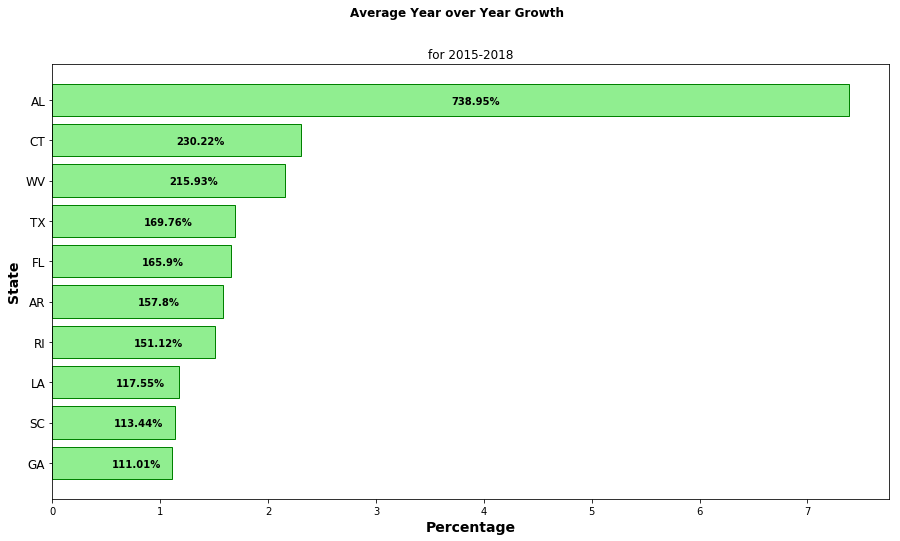 Average Year over Year Growth
for 2015-2018
State
AL 738.95%
CT 230.22%
WV 215.93%
TX 169.76%
FL 165.9%
AR 157.8%
RI 151.12%
LA 117.55%
SC 113.44%
GA 111.01%
0 1 2 3 4 5 6 7
Percentage